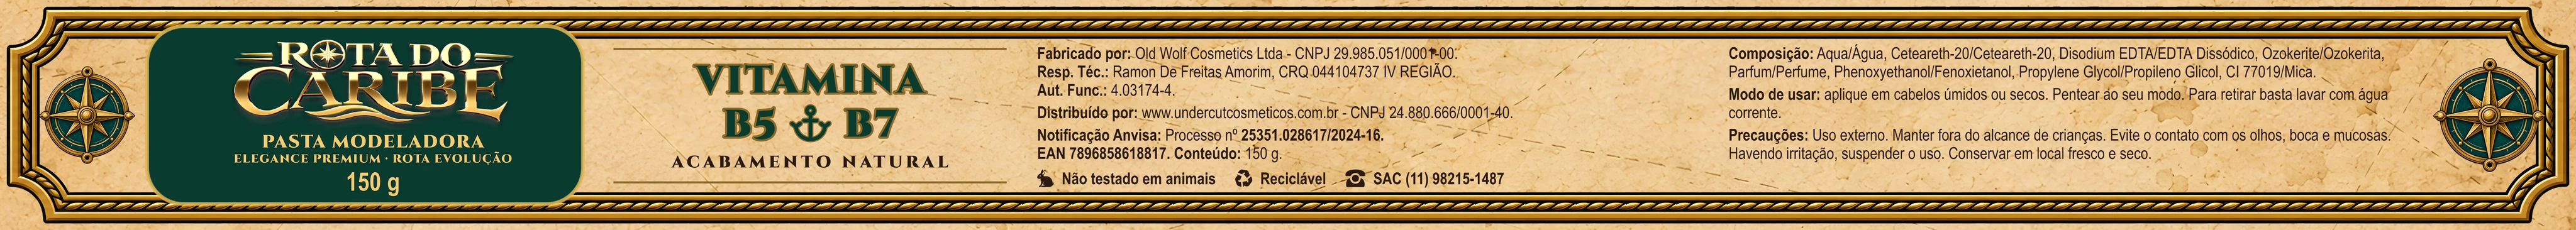 ROTA DO
CARIBE
PASTA MODELADORA
ELEGANCE PREMIUM · ROTA EVOLUÇÃO
150 g
VITAMINA
B5 B7
ACABAMENTO NATURAL
Fabricado por: Old Wolf Cosmetics Ltda - CNPJ 29.985.051/0001-00.
Resp. Téc.: Ramon De Freitas Amorim, CRQ 044104737 IV REGIÃO.
Aut. Func.: 4.03174-4.
Distribuído por: www.undercutcosmeticos.com.br - CNPJ 24.880.666/0001-40.
Notificação Anvisa: Processo nº 25351.028617/2024-16.
EAN 7896858618817. Conteúdo: 150 g.
Não testado em animais Reciclável SAC (11) 98215-1487
Composição: Aqua/Água, Ceteareth-20/Ceteareth-20, Disodium EDTA/EDTA Dissódico, Ozokerite/Ozokerita,
Parfum/Perfume, Phenoxyethanol/Fenoxietanol, Propylene Glycol/Propileno Glicol, CI 77019/Mica.
Modo de usar: aplique em cabelos úmidos ou secos. Pentear ao seu modo. Para retirar basta lavar com água
corrente.
Precauções: Uso externo. Manter fora do alcance de crianças. Evite o contato com os olhos, boca e mucosas.
Havendo irritação, suspender o uso. Conservar em local fresco e seco.